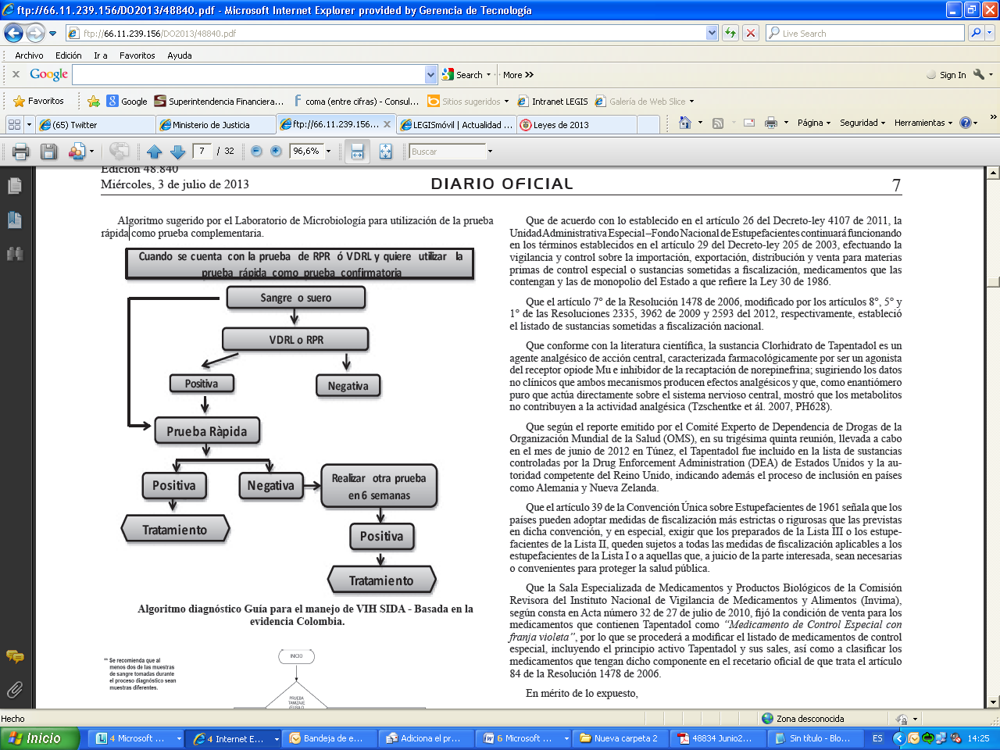 ftp://66.11.239.156/DO2013/48840.pdf - Microsoft Internet Explorer provided by Gerencia de Tecnología
ftp://66.11.239.156/DO2013/48840.pdf
Live Search
Archivo Edición Ir a Favoritos Ayuda
x Google Search More Sign In
Favoritos Google Superintendencia Financiera... coma (entre cifras) - Consul... Sitios sugeridos Intranet LEGIS Galería de Web Slice
(65) Twitter Ministerio de Justicia ftp://66.11.239.156... LEGISmóvil | Actualidad ... Leyes de 2013 Página Seguridad Herramientas
7 / 32 96,6% Buscar
Edición 48.840
Miércoles, 3 de julio de 2013 DIARIO OFICIAL 7
Algoritmo sugerido por el Laboratorio de Microbiología para utilización de la prueba
rápida como prueba complementaria.
Cuando se cuenta con la prueba de RPR ó VDRL y quiere utilizar la
prueba rápida como prueba confirmatoria
Sangre o suero
VDRL o RPR
Positiva
Negativa
Prueba Ràpida
Positiva
Negativa
Realizar otra prueba
en 6 semanas
Tratamiento
Positiva
Tratamiento
Algoritmo diagnóstico Guía para el manejo de VIH SIDA - Basada en la
evidencia Colombia.
** Se recomienda que al
menos dos de las muestras
de sangre tomadas durante
el proceso diagnóstico sean
muestras diferentes.
INICIO
PRUEBA
TAMIZAJE
Que de acuerdo con lo establecido en el artículo 26 del Decreto-ley 4107 de 2011, la
Unidad Administrativa Especial –Fondo Nacional de Estupefacientes continuará funcionando
en los términos establecidos en el artículo 29 del Decreto-ley 205 de 2003, efectuando la
vigilancia y control sobre la importación, exportación, distribución y venta para materias
primas de control especial o sustancias sometidas a fiscalización, medicamentos que las
contengan y las de monopolio del Estado a que refiere la Ley 30 de 1986.
Que el artículo 7° de la Resolución 1478 de 2006, modificado por los artículos 8°, 5° y
1° de las Resoluciones 2335, 3962 de 2009 y 2593 del 2012, respectivamente, estableció
el listado de sustancias sometidas a fiscalización nacional.
Que conforme con la literatura científica, la sustancia Clorhidrato de Tapentadol es un
agente analgésico de acción central, caracterizada farmacológicamente por ser un agonista
del receptor opiode Mu e inhibidor de la recaptación de norepinefrina; sugiriendo los datos
no clínicos que ambos mecanismos producen efectos analgésicos y que, como enantiómero
puro que actúa directamente sobre el sistema nervioso central, mostró que los metabolitos
no contribuyen a la actividad analgésica (Tzschentke et ál. 2007, PH628).
Que según el reporte emitido por el Comité Experto de Dependencia de Drogas de la
Organización Mundial de la Salud (OMS), en su trigésima quinta reunión, llevada a cabo
en el mes de junio de 2012 en Túnez, el Tapentadol fue incluido en la lista de sustancias
controladas por la Drug Enforcement Administration (DEA) de Estados Unidos y la au-
toridad competente del Reino Unido, indicando además el proceso de inclusión en países
como Alemania y Nueva Zelanda.
Que el artículo 39 de la Convención Única sobre Estupefacientes de 1961 señala que los
países pueden adoptar medidas de fiscalización más estrictas o rigurosas que las previstas
en dicha convención, y en especial, exigir que los preparados de la Lista III o los estupe-
facientes de la Lista II, queden sujetos a todas las medidas de fiscalización aplicables a los
estupefacientes de la Lista I o a aquellas que, a juicio de la parte interesada, sean necesarias
o convenientes para proteger la salud pública.
Que la Sala Especializada de Medicamentos y Productos Biológicos de la Comisión
Revisora del Instituto Nacional de Vigilancia de Medicamentos y Alimentos (Invima),
según consta en Acta número 32 de 27 de julio de 2010, fijó la condición de venta para los
medicamentos que contienen Tapentadol como “Medicamento de Control Especial con
franja violeta”, por lo que se procederá a modificar el listado de medicamentos de control
especial, incluyendo el principio activo Tapentadol y sus sales, así como a clasificar los
medicamentos que tengan dicho componente en el recetario oficial de que trata el artículo
84 de la Resolución 1478 de 2006.
En mérito de lo expuesto,
Hecho Zona desconocida
Inicio 4 Microsoft ... 4 Internet E... Bandeja de e... Adiciona el pr... 6 Microsoft ... Nueva carpeta 2 48834 Junio2... Sin título - Blo... ES 14:25